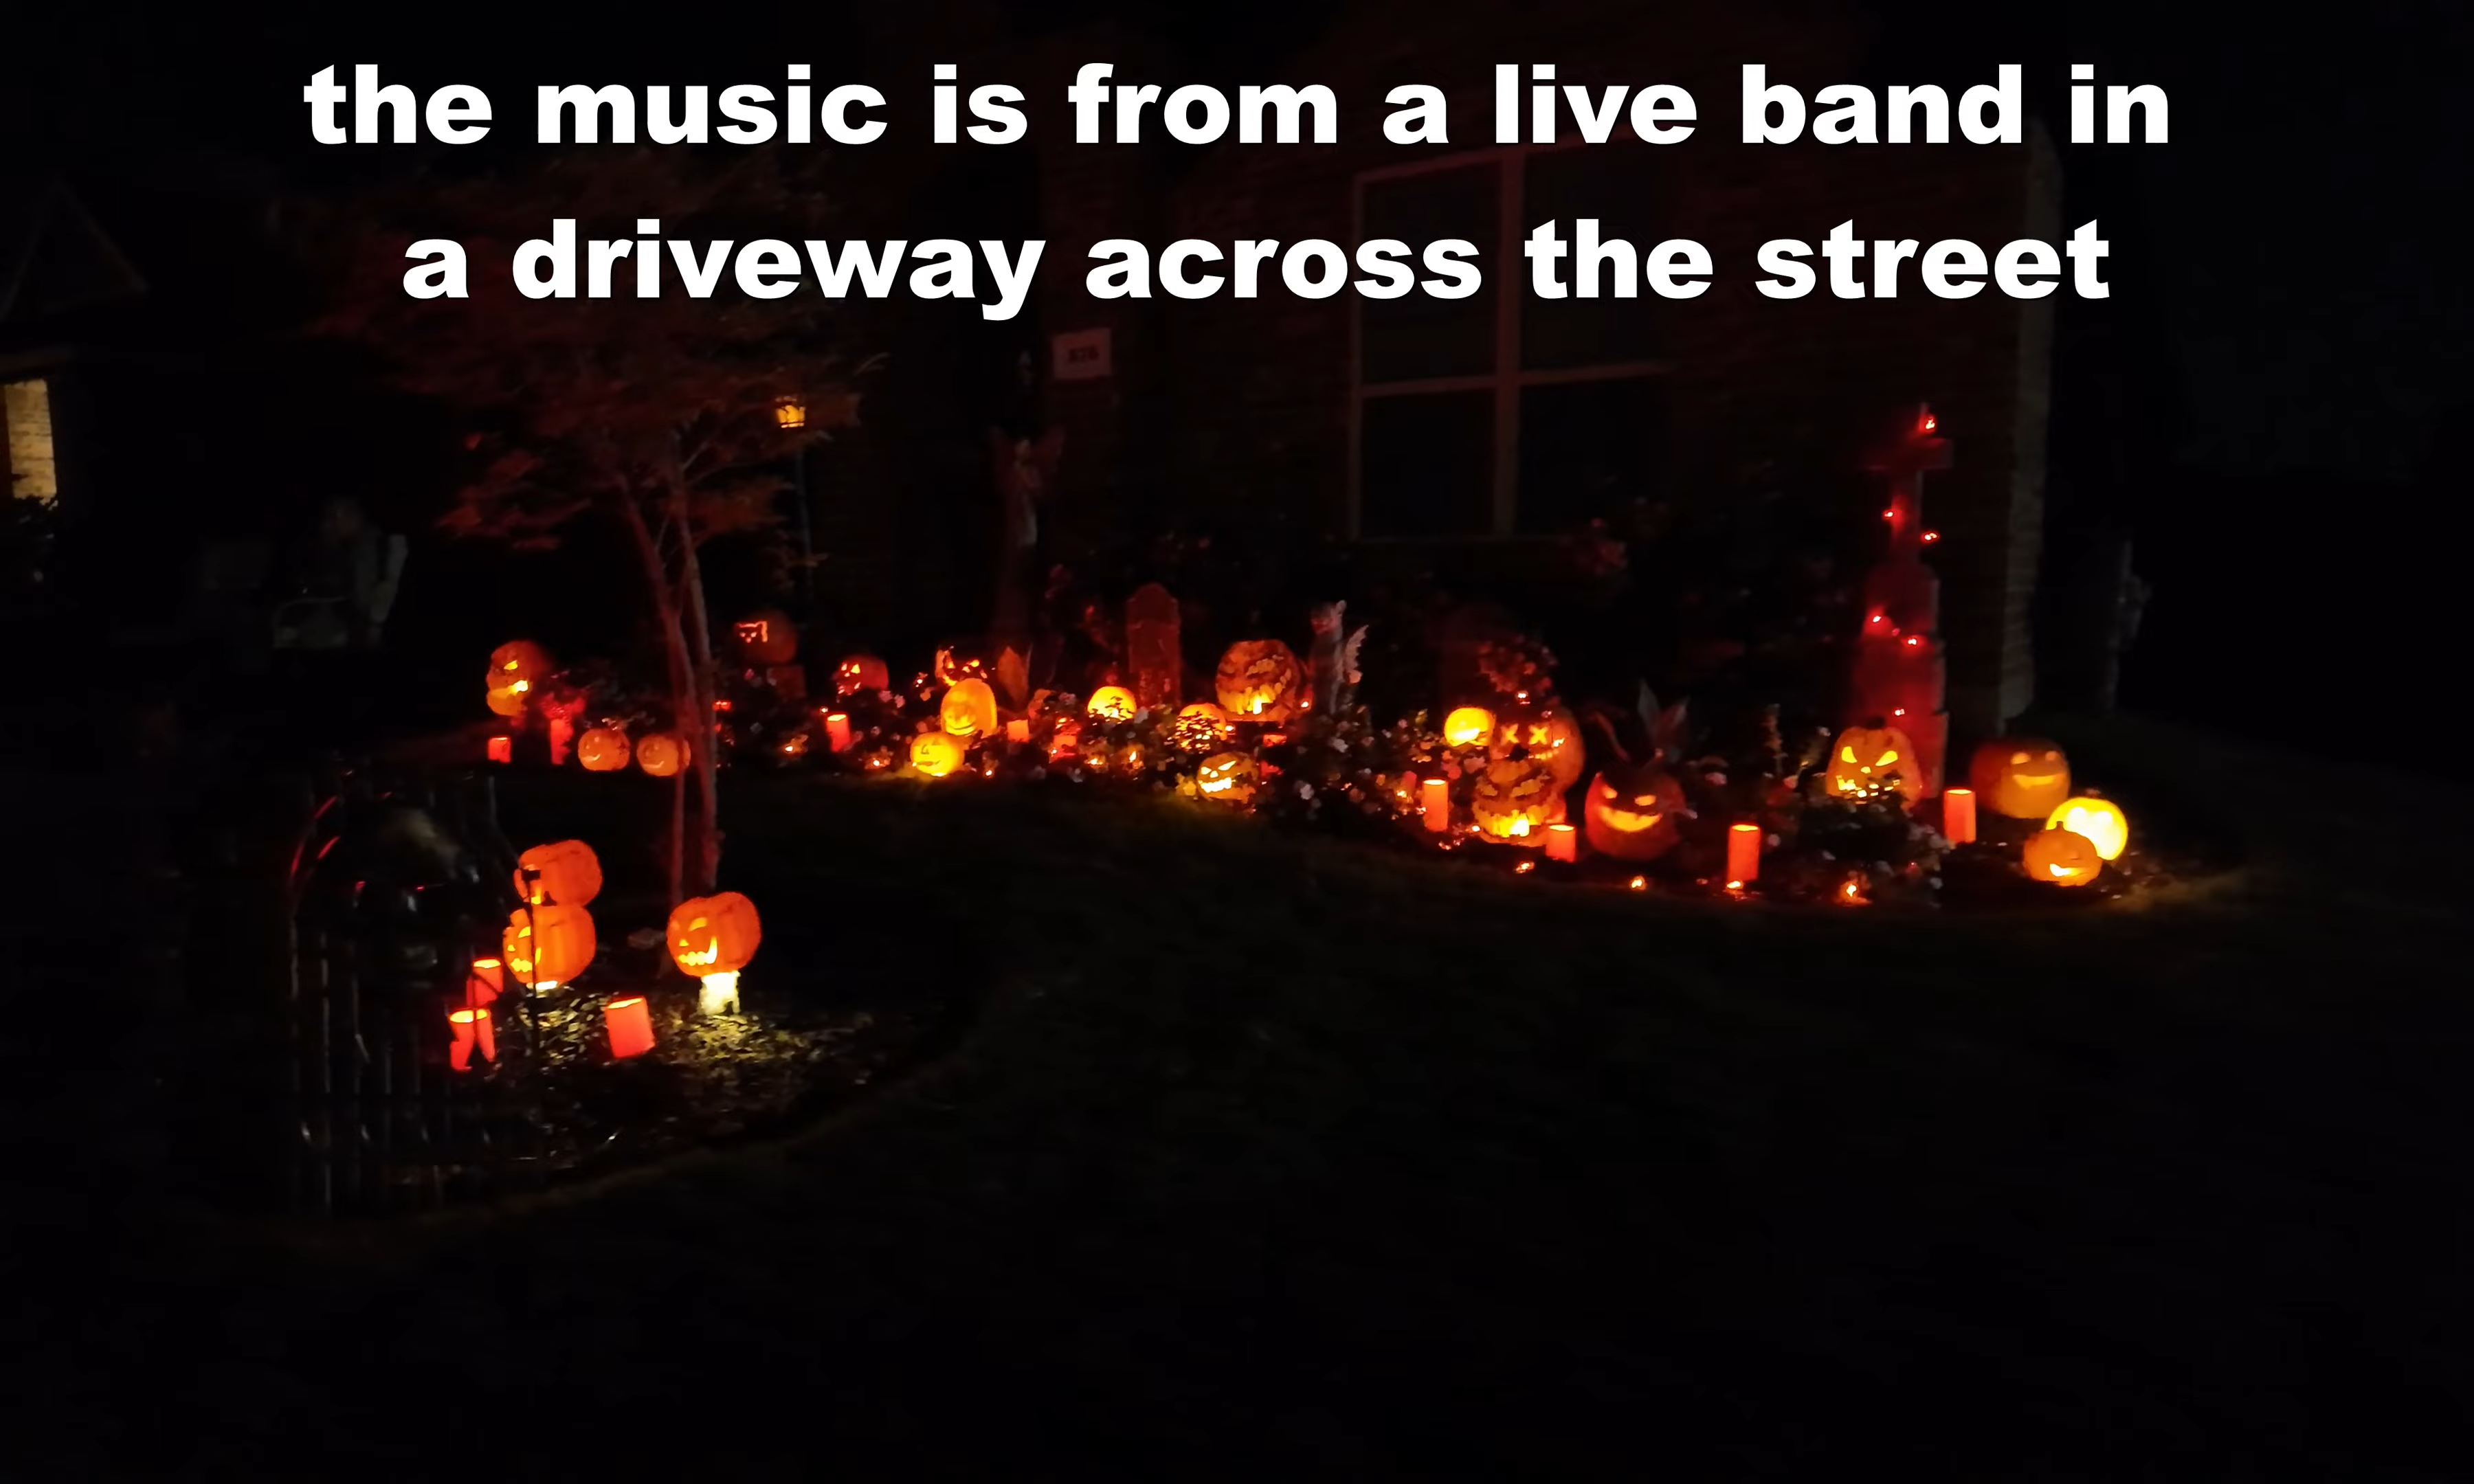 the music is from a live band in
a driveway across the street